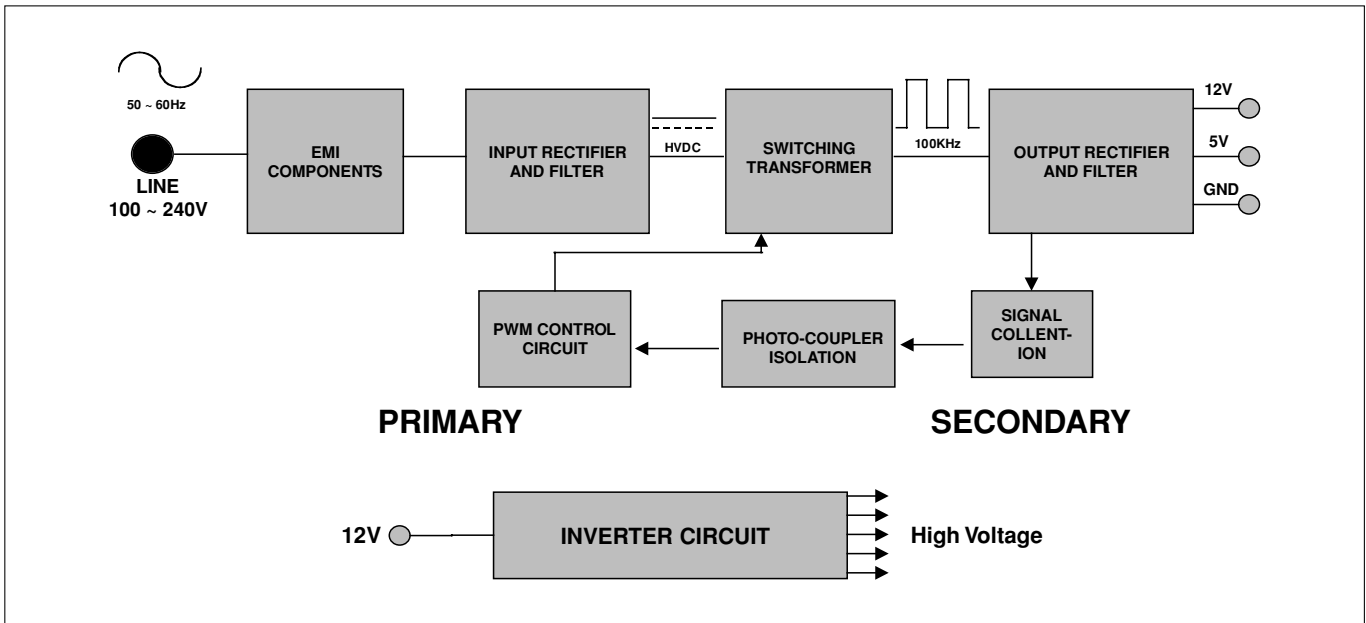 50 ~ 60Hz
LINE
100 ~ 240V
EMI
COMPONENTS
INPUT RECTIFIER
AND FILTER
HVDC
SWITCHING
TRANSFORMER
100KHz
OUTPUT RECTIFIER
AND FILTER
12V
5V
GND
PWM CONTROL
CIRCUIT
PHOTO-COUPLER
ISOLATION
SIGNAL
COLLENT-
ION
PRIMARY
SECONDARY
12V
INVERTER CIRCUIT
High Voltage